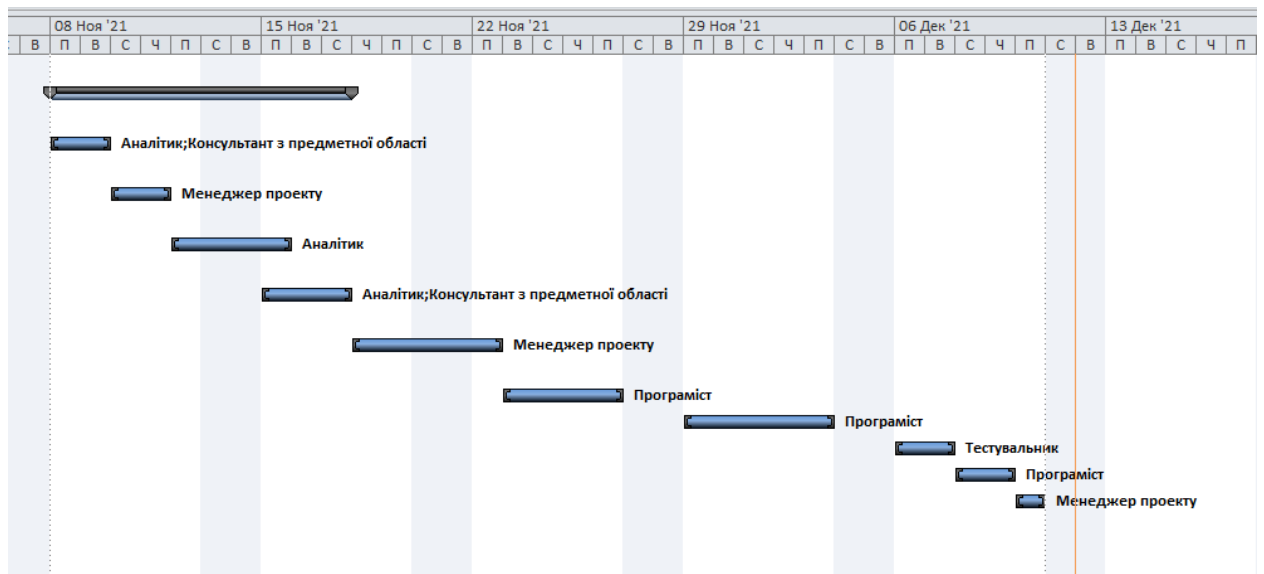 08 Ноя '21 15 Ноя '21 22 Ноя '21 29 Ноя '21 06 Дек '21 13 Дек '21
В П В С Ч П С В П В С Ч П С В П В С Ч П С В П В С Ч П С В П В С Ч П С В П В С Ч П
Аналітик;Консультант з предметної області
Менеджер проекту
Аналітик
Аналітик;Консультант з предметної області
Менеджер проекту
Програміст
Програміст
Тестувальник
Програміст
Менеджер проекту